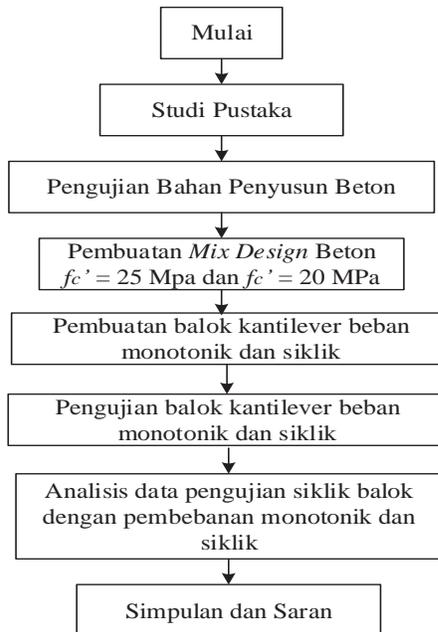 Mulai
Studi Pustaka
Pengujian Bahan Penyusun Beton
Pembuatan Mix Design Beton
fc’ = 25 Mpa dan fc’ = 20 MPa
Pembuatan balok kantilever beban
monotonik dan siklik
Pengujian balok kantilever beban
monotonik dan siklik
Analisis data pengujian siklik balok
dengan pembebanan monotonik dan
siklik
Simpulan dan Saran